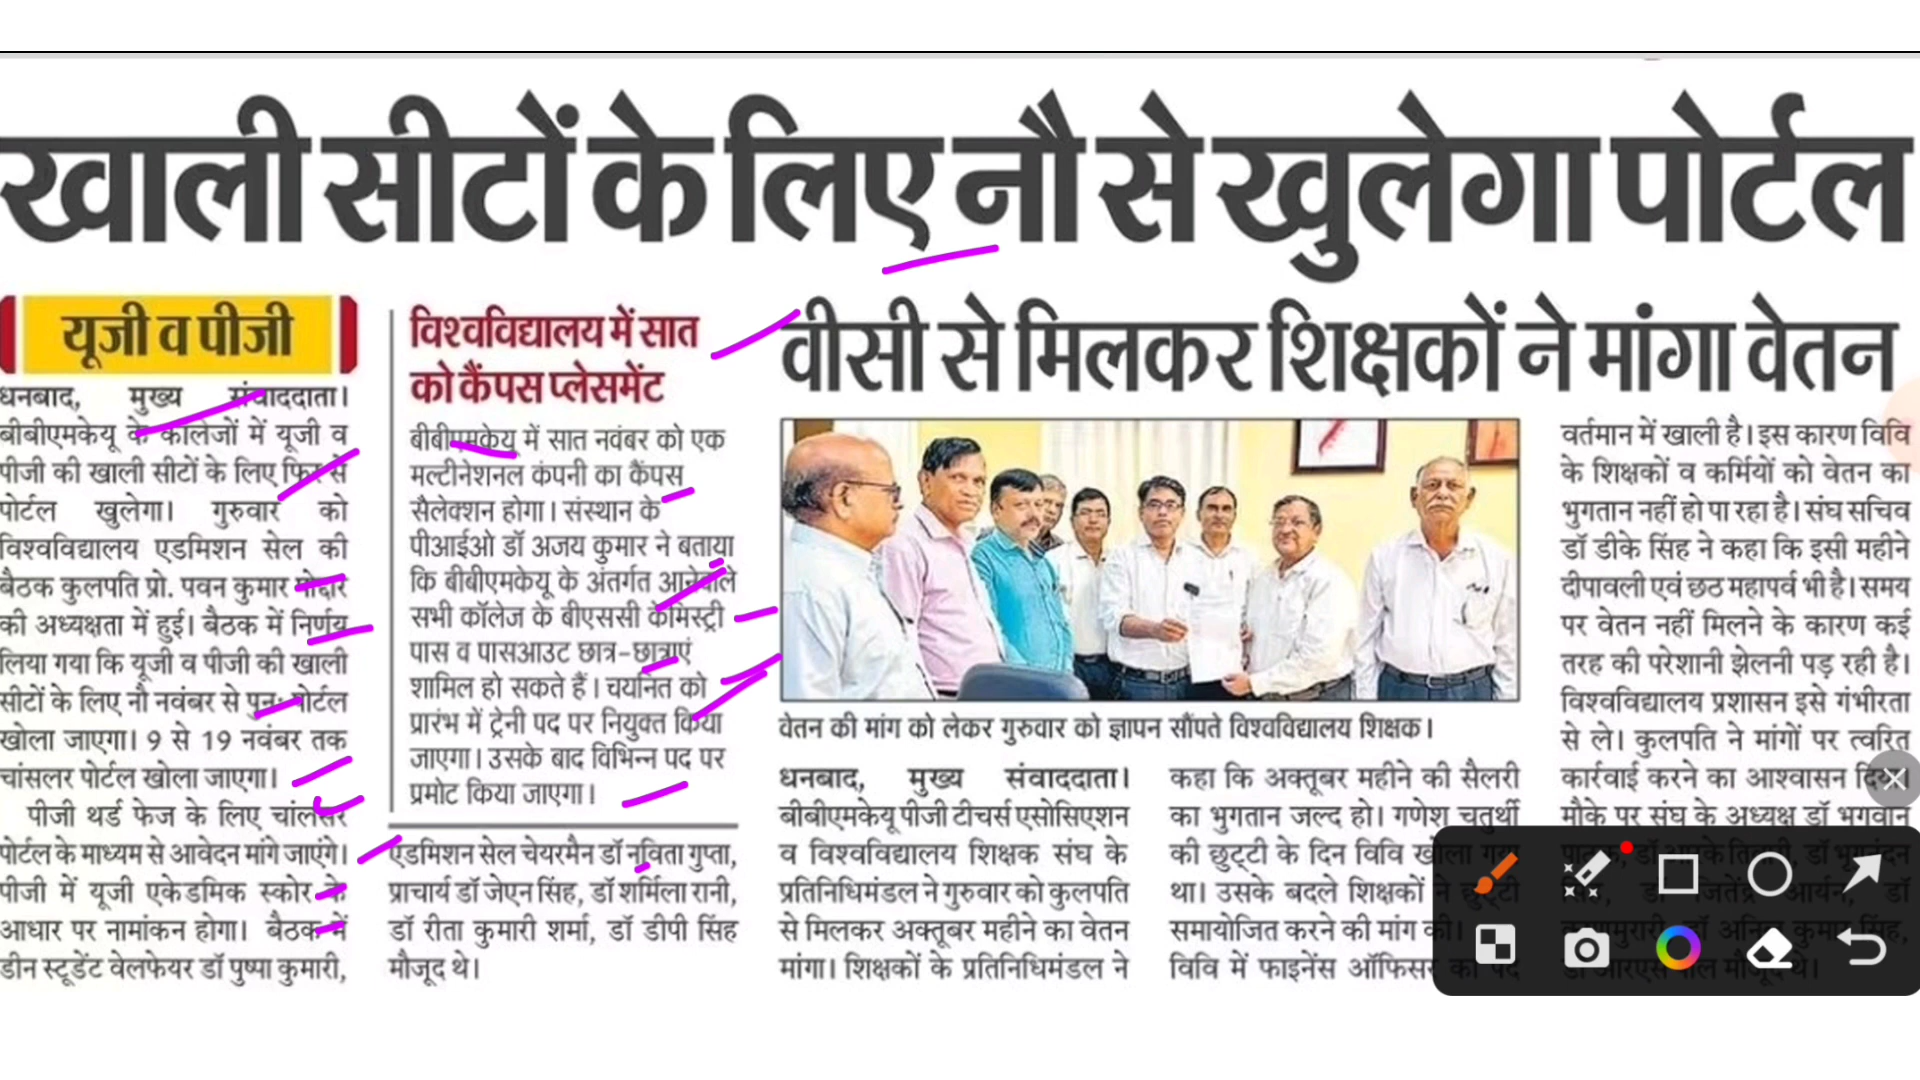 खाली सीटों के लिए नौ से खुलेगा पोर्टल
यूजी व पीजी
धनबाद, मुख्य संवाददाता।
बीबीएमकेयू के कॉलेजों में यूजी व
पीजी की खाली सीटों के लिए फिर से
पोर्टल खुलेगा। गुरुवार को
विश्वविद्यालय एडमिशन सेल की
बैठक कुलपति प्रो. पवन कुमार पोद्दार
की अध्यक्षता में हुई। बैठक में निर्णय
लिया गया कि यूजी व पीजी की खाली
सीटों के लिए नौ नवंबर से पुन: पोर्टल
खोला जाएगा। 9 से 19 नवंबर तक
चांसलर पोर्टल खोला जाएगा।
पीजी थर्ड फेज के लिए चांलसर
पोर्टल के माध्यम से आवेदन मांगे जाएंगे।
पीजी में यूजी एकेडमिक स्कोर के
आधार पर नामांकन होगा। बैठक में
डीन स्टूडेंट वेलफेयर डॉ पुष्पा कुमारी,
विश्वविद्यालय में सात
को कैंपस प्लेसमेंट
बीबीएमकेयू में सात नवंबर को एक
मल्टीनेशनल कंपनी का कैंपस
सैलेक्शन होगा। संस्थान के
पीआईओ डॉ अजय कुमार ने बताया
कि बीबीएमकेयू के अंतर्गत आनेवाले
सभी कॉलेज के बीएससी केमिस्ट्री
पास व पासआउट छात्र-छात्राएं
शामिल हो सकते हैं। चयनित को
प्रारंभ में ट्रेनी पद पर नियुक्त किया
जाएगा। उसके बाद विभिन्न पद पर
प्रमोट किया जाएगा।
एडमिशन सेल चेयरमैन डॉ नविता गुप्ता,
प्राचार्य डॉ जेएन सिंह, डॉ शर्मिला रानी,
डॉ रीता कुमारी शर्मा, डॉ डीपी सिंह
मौजूद थे।
वीसी से मिलकर शिक्षकों ने मांगा वेतन
वेतन की मांग को लेकर गुरुवार को ज्ञापन सौंपते विश्वविद्यालय शिक्षक।
धनबाद, मुख्य संवाददाता।
बीबीएमकेयू पीजी टीचर्स एसोसिएशन
व विश्वविद्यालय शिक्षक संघ के
प्रतिनिधिमंडल ने गुरुवार को कुलपति
से मिलकर अक्तूबर महीने का वेतन
मांगा। शिक्षकों के प्रतिनिधिमंडल ने
कहा कि अक्तूबर महीने की सैलरी
का भुगतान जल्द हो। गणेश चतुर्थी
की छुट्टी के दिन विवि खोला गया
था। उसके बदले शिक्षकों ने छुट्टी
समायोजित करने की मांग की।
विवि में फाइनेंस ऑफिसर का पद
वर्तमान में खाली है। इस कारण विवि
के शिक्षकों व कर्मियों को वेतन का
भुगतान नहीं हो पा रहा है। संघ सचिव
डॉ डीके सिंह ने कहा कि इसी महीने
दीपावली एवं छठ महापर्व भी है। समय
पर वेतन नहीं मिलने के कारण कई
तरह की परेशानी झेलनी पड़ रही है।
विश्वविद्यालय प्रशासन इसे गंभीरता
से ले। कुलपति ने मांगों पर त्वरित
कार्रवाई करने का आश्वासन दिया।
मौके पर संघ के अध्यक्ष डॉ भगवान
पाठक, डॉ तिवारी, डॉ
सिंह, डॉ जितेंद्र आर्यन, डॉ
डॉ कुमार सिंह,
डॉ मौजूद थे।